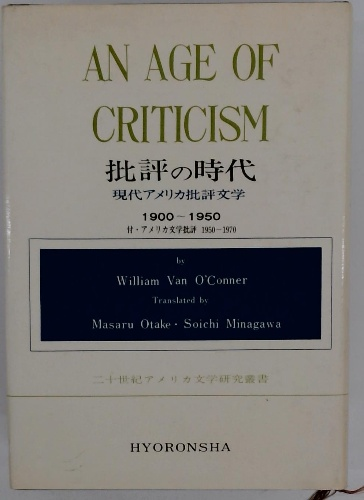 AN AGE OF
CRITICISM
批評の時代
現代アメリカ批評文学
1900～1950
付・アメリカ文学批評 1950―1970
by
William Van O'Conner
Translated by
Masaru Otake・Soichi Minagawa
二十世紀アメリカ文学研究叢書
HYORONSHA